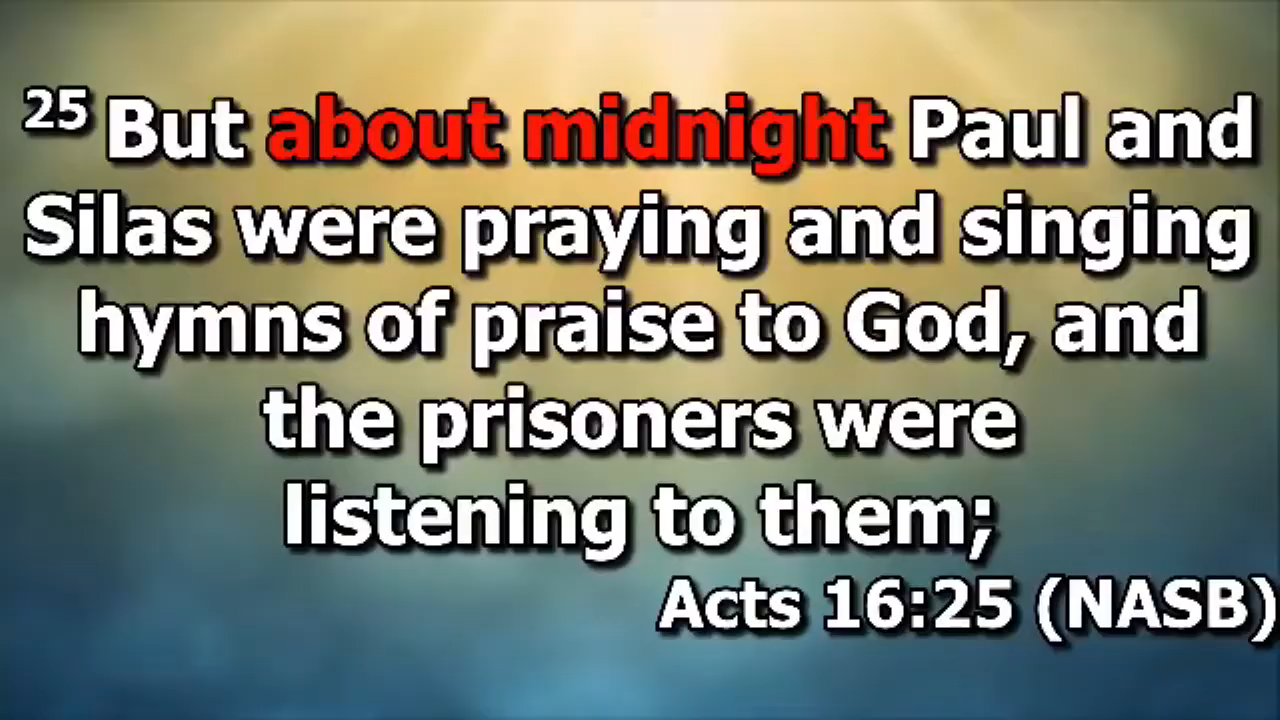 25 But about midnight Paul and
Silas were praying and singing
hymns of praise to God, and
the prisoners were
listening to them;
Acts 16:25 (NASB)